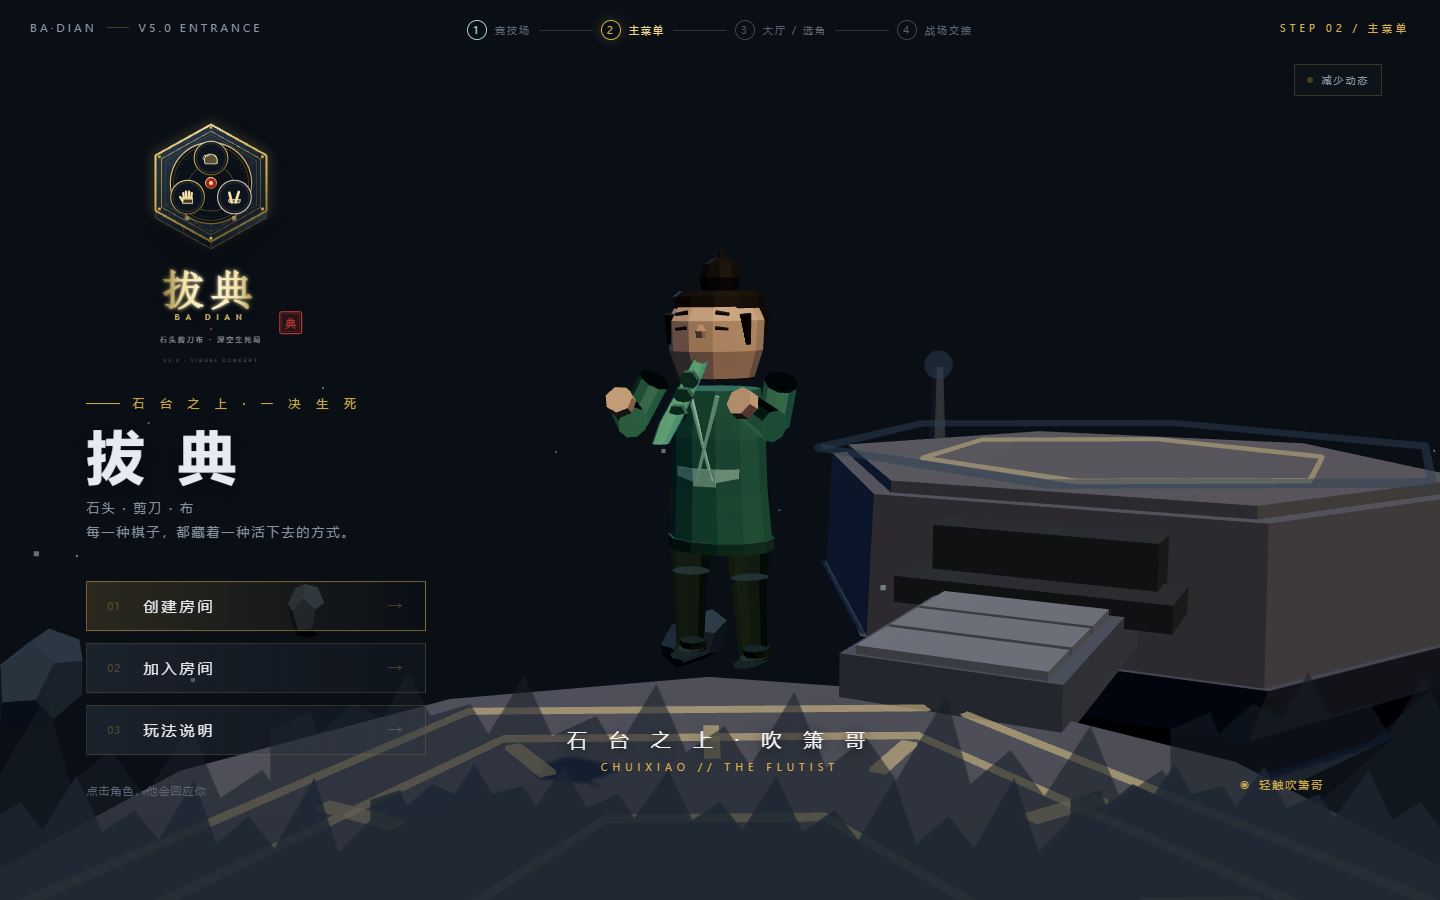 BA·DIAN — V5.0 ENTRANCE
1 竞技场 2 主菜单 3 大厅 / 选角 4 战场交接
STEP 02 / 主菜单
减少动态
拔典
BA DIAN
典
石头剪刀布 · 深空生死局
V5.0 · VISUAL CONCEPT
石台之上·一决生死
拔典
石头 · 剪刀 · 布
每一种棋子，都藏着一种活下去的方式。
01 创建房间 →
02 加入房间 →
03 玩法说明 →
点击角色，他会回应你
石台之上·吹箫哥
CHUIXIAO // THE FLUTIST
轻触吹箫哥